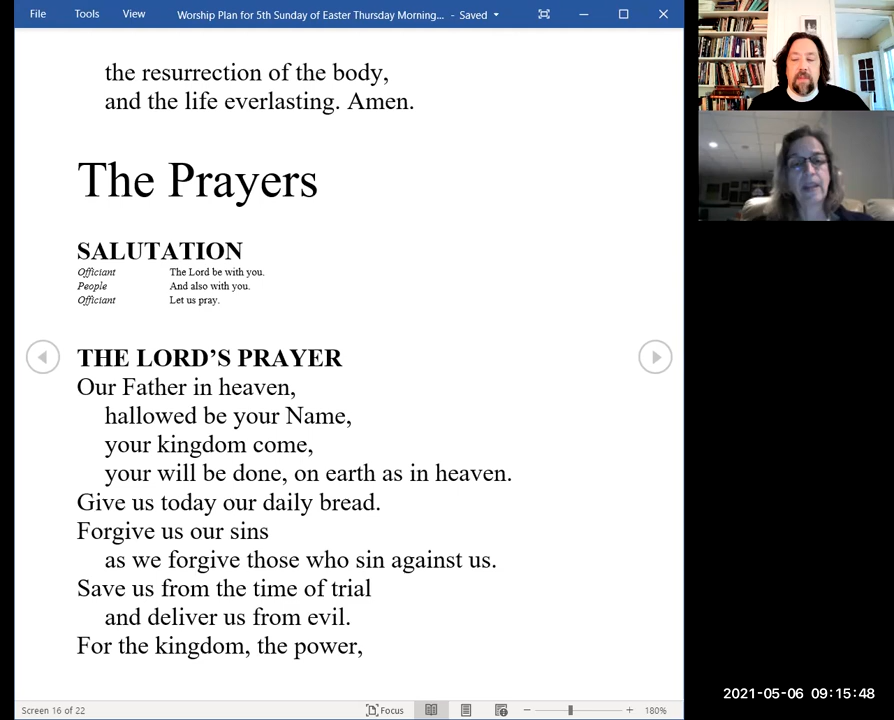 File Tools View Worship Plan for 5th Sunday of Easter Thursday Morning... - Saved
the resurrection of the body,
and the life everlasting. Amen.
The Prayers
SALUTATION
Officiant The Lord be with you.
People And also with you.
Officiant Let us pray.
THE LORD’S PRAYER
Our Father in heaven,
hallowed be your Name,
your kingdom come,
your will be done, on earth as in heaven.
Give us today our daily bread.
Forgive us our sins
as we forgive those who sin against us.
Save us from the time of trial
and deliver us from evil.
For the kingdom, the power,
2021-05-06 09:15:48
Screen 16 of 22 Focus 180%